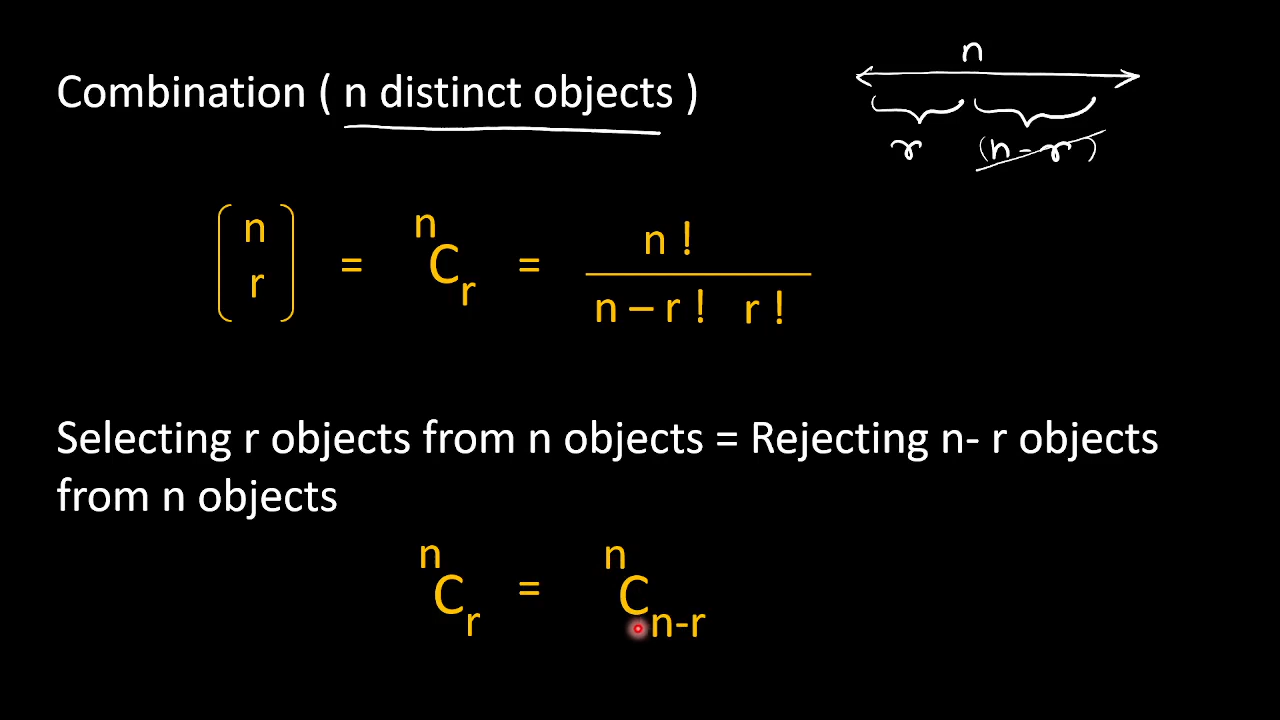 Combination ( n distinct objects )
n
r (n - r)
(n r) = nCr = n ! / n – r ! r !
Selecting r objects from n objects = Rejecting n- r objects
from n objects
nCr = nCn-r